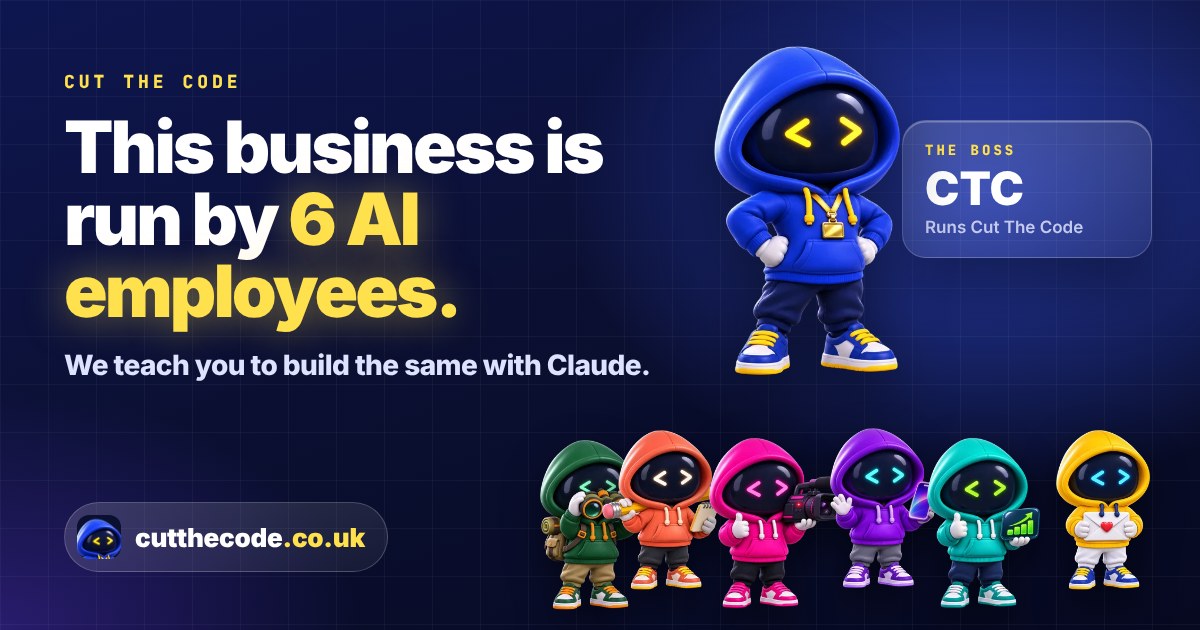 CUT THE CODE
This business is
run by 6 AI
employees.
We teach you to build the same with Claude.
THE BOSS
CTC
Runs Cut The Code
cutthecode.co.uk